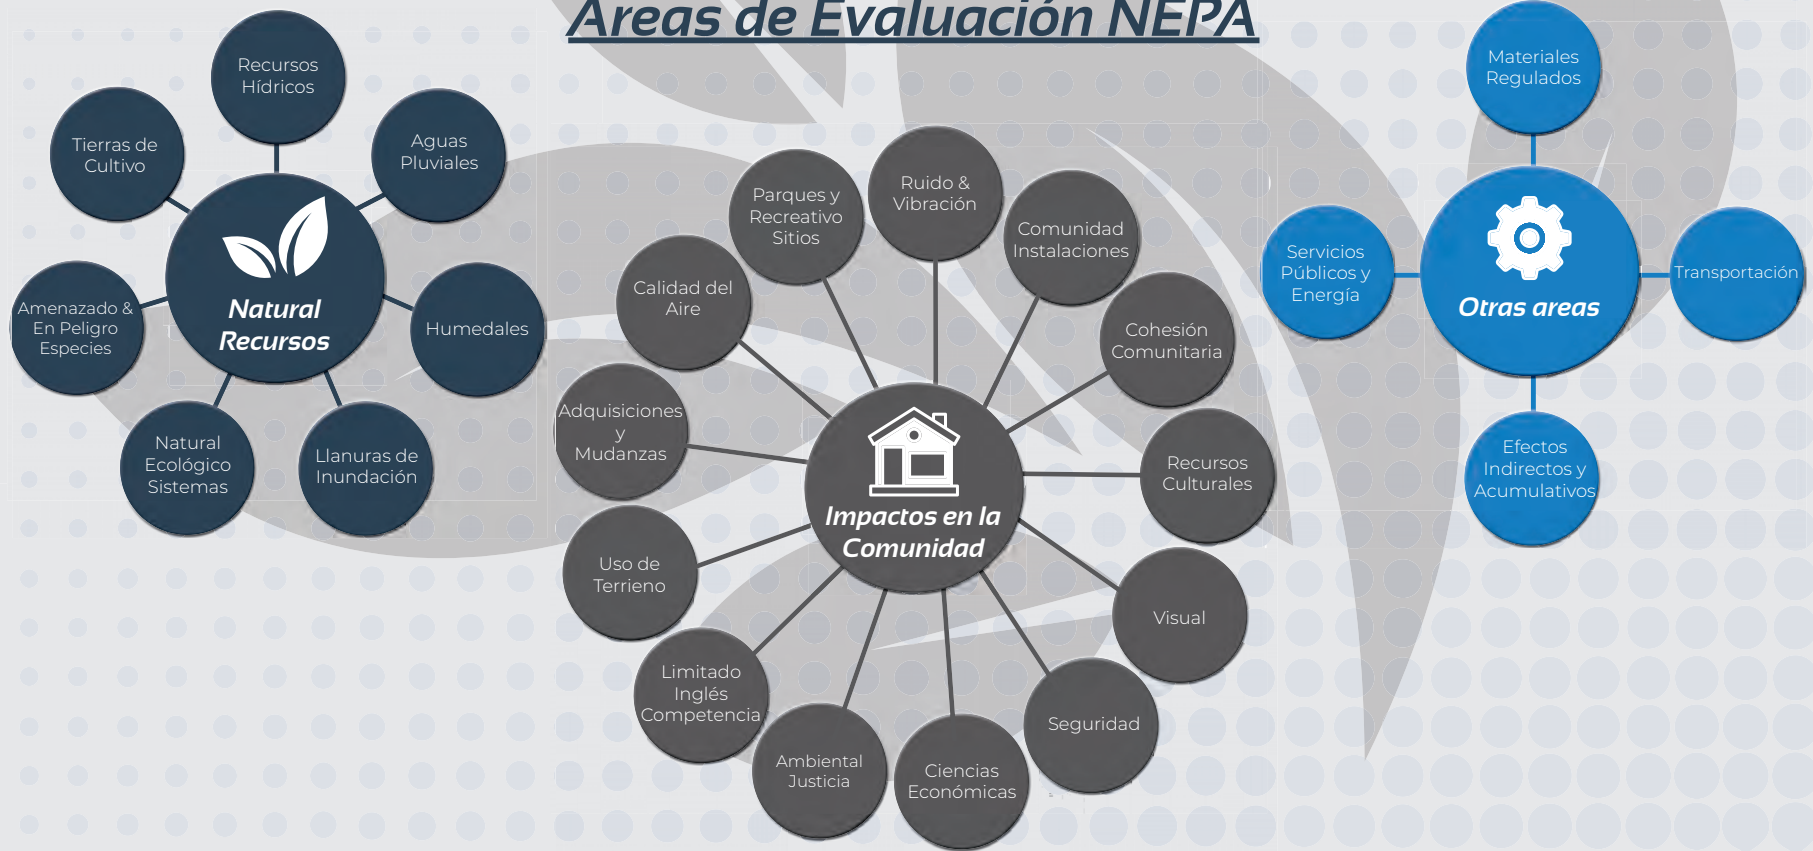 Areas de Evaluación NEPA
Recursos
Hídricos
Aguas
Pluviales
Humedales
Llanuras de
Inundación
Natural
Ecológico
Sistemas
Amenazado &
En Peligro
Especies
Tierras de
Cultivo
Natural
Recursos
Ruido &
Vibración
Comunidad
Instalaciones
Cohesión
Comunitaria
Recursos
Culturales
Visual
Seguridad
Ciencias
Económicas
Ambiental
Justicia
Limitado
Inglés
Competencia
Uso de
Terrieno
Adquisiciones
y
Mudanzas
Calidad del
Aire
Parques y
Recreativo
Sitios
Impactos en la
Comunidad
Materiales
Regulados
Transportación
Efectos
Indirectos y
Acumulativos
Servicios
Públicos y
Energía
Otras areas